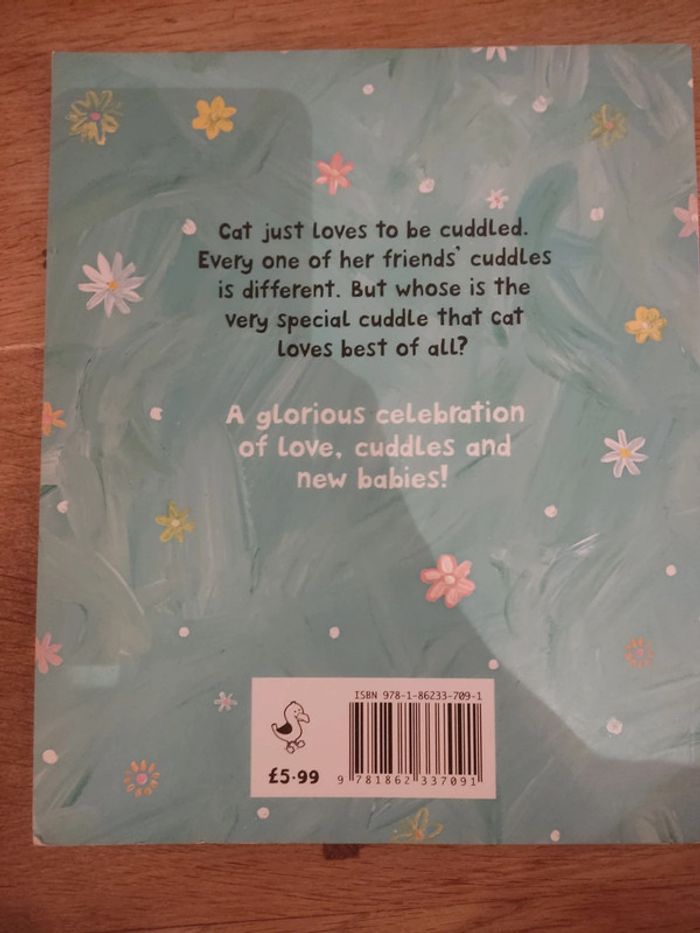 Cat just loves to be cuddled.
Every one of her friends' cuddles
is different. But whose is the
very special cuddle that cat
loves best of all?
A glorious celebration
of love, cuddles and
new babies!
ISBN 978-1-86233-709-1
£5·99
9 781862 337091